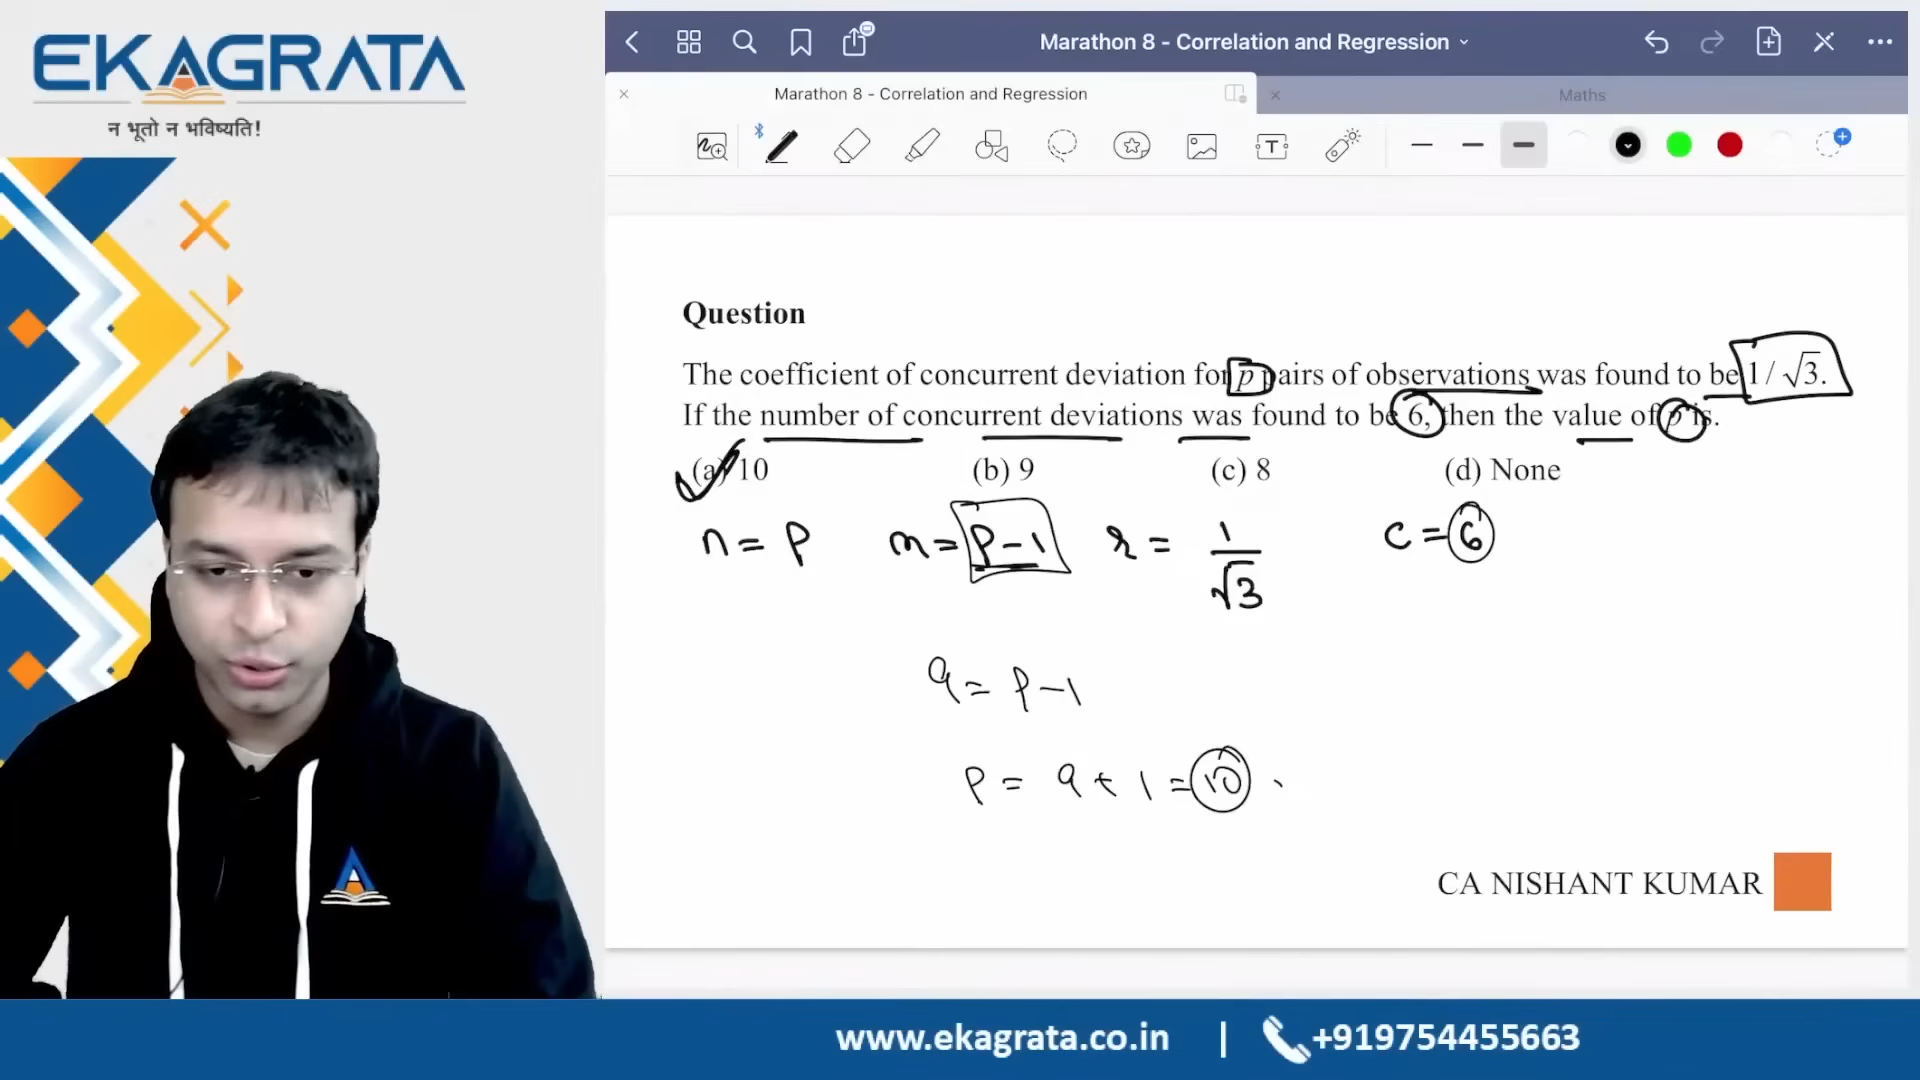 EKAGRATA
न भूतो न भविष्यति!
Marathon 8 - Correlation and Regression
Marathon 8 - Correlation and Regression
Maths
T
Question
The coefficient of concurrent deviation for p pairs of observations was found to be 1/ √3.
If the number of concurrent deviations was found to be 6, then the value of p is.
(a) 10 (b) 9 (c) 8 (d) None
n = p m = p-1 r = 1/√3 c = 6
9 = p-1
p = 9 + 1 = 10
CA NISHANT KUMAR
www.ekagrata.co.in | +919754455663